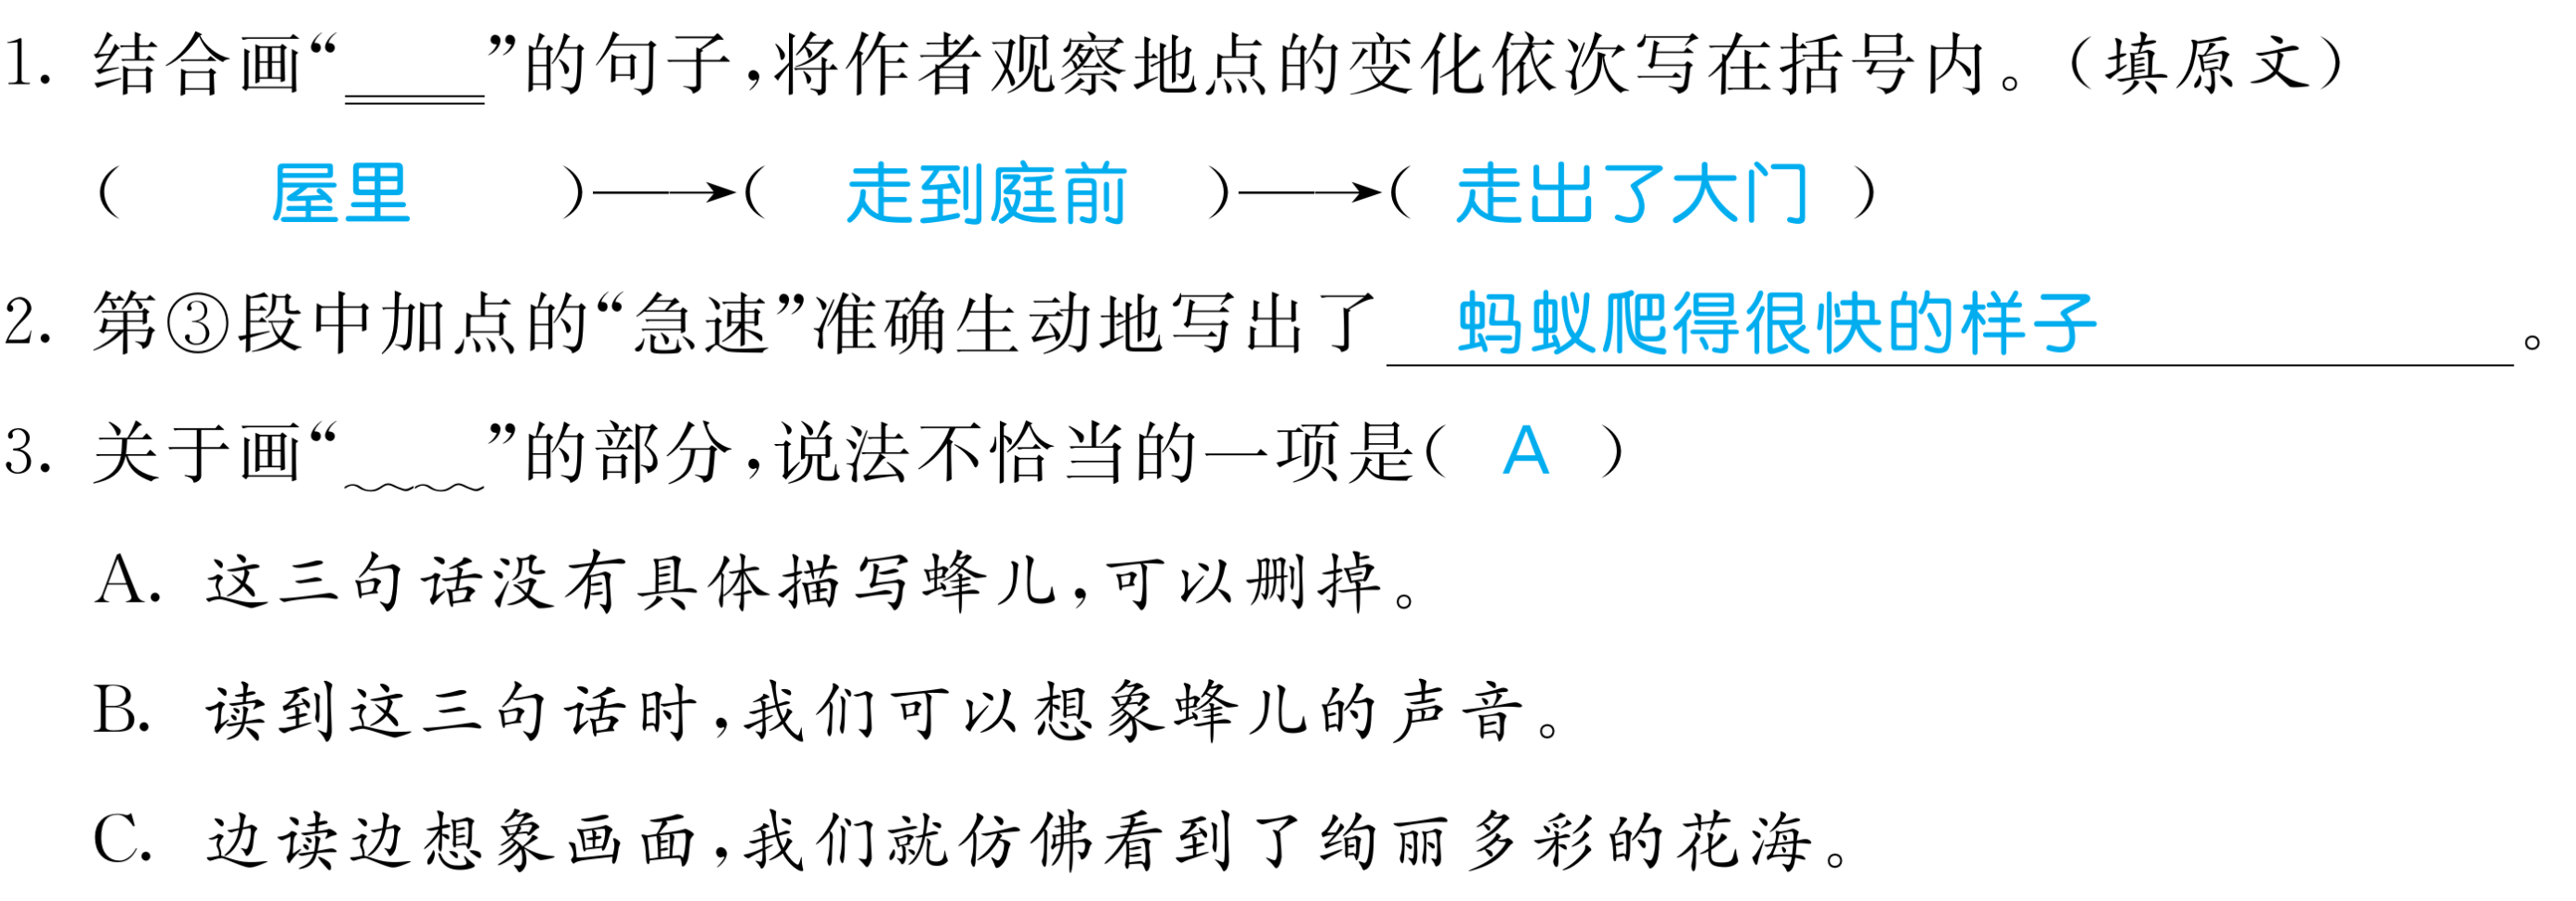 1. 结合画“____”的句子,将作者观察地点的变化依次写在括号内。(填原文)
( 屋里 )⟶( 走到庭前 )⟶( 走出了大门 )
2. 第③段中加点的“急速”准确生动地写出了 蚂蚁爬得很快的样子 。
3. 关于画“﹏﹏”的部分,说法不恰当的一项是( A )
A. 这三句话没有具体描写蜂儿,可以删掉。
B. 读到这三句话时,我们可以想象蜂儿的声音。
C. 边读边想象画面,我们就仿佛看到了绚丽多彩的花海。